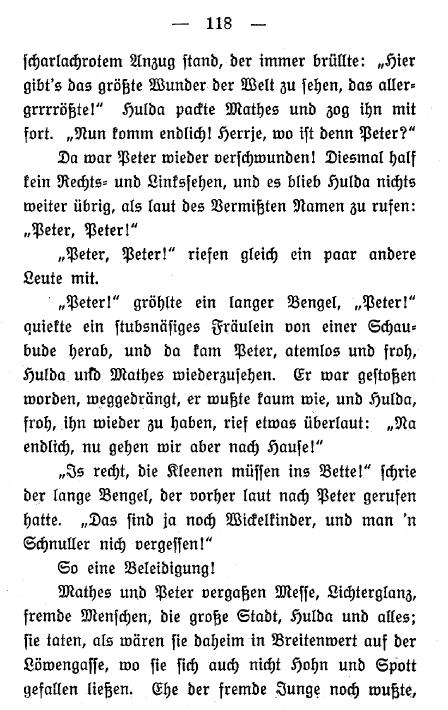 — 118 —
scharlachrotem Anzug stand, der immer brüllte: „Hier
gibt's das größte Wunder der Welt zu sehen, das aller-
grrrrößte!“ Hulda packte Mathes und zog ihn mit
fort. „Nun komm endlich! Herrje, wo ist denn Peter?“
Da war Peter wieder verschwunden! Diesmal half
kein Rechts- und Linkssehen, und es blieb Hulda nichts
weiter übrig, als laut des Vermißten Namen zu rufen:
„Peter, Peter!“
„Peter, Peter!“ riefen gleich ein paar andere
Leute mit.
„Peter!“ gröhlte ein langer Bengel, „Peter!“
quiekte ein stubsnäsiges Fräulein von einer Schau-
bude herab, und da kam Peter, atemlos und froh,
Hulda und Mathes wiederzusehen. Er war gestoßen
worden, weggedrängt, er wußte kaum wie, und Hulda,
froh, ihn wieder zu haben, rief etwas überlaut: „Na
endlich, nu gehen wir aber nach Hause!“
„Is recht, die Kleenen müssen ins Bette!“ schrie
der lange Bengel, der vorher laut nach Peter gerufen
hatte. „Das sind ja noch Wickelkinder, und man 'n
Schnuller nich vergessen!“
So eine Beleidigung!
Mathes und Peter vergaßen Messe, Lichterglanz,
fremde Menschen, die große Stadt, Hulda und alles;
sie taten, als wären sie daheim in Breitenwert auf der
Löwengasse, wo sie sich auch nicht Hohn und Spott
gefallen ließen. Ehe der fremde Junge noch wußte,